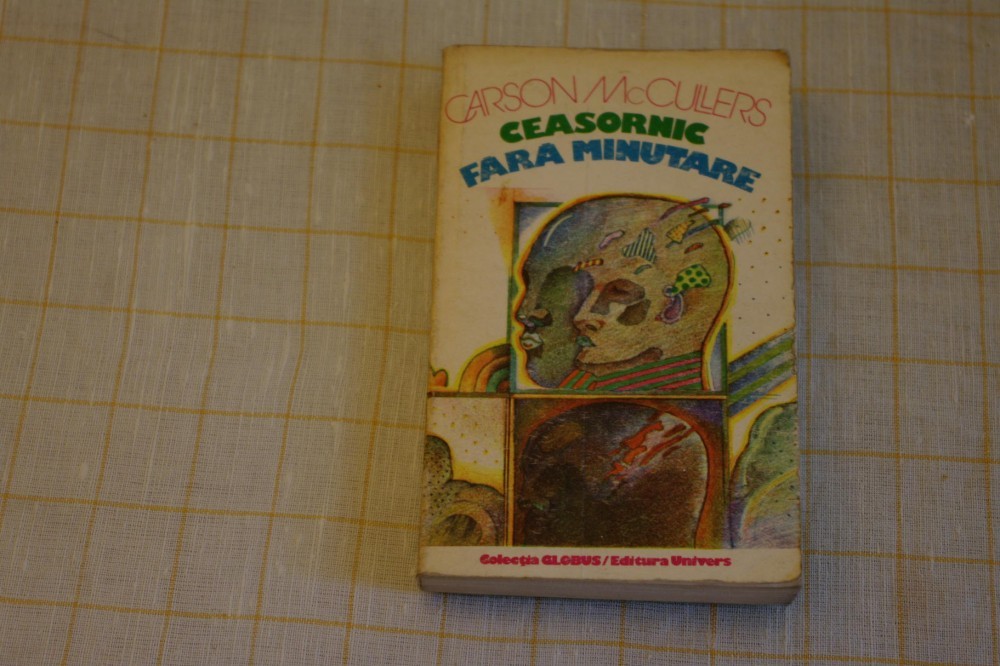 CARSON McCULLERS
CEASORNIC
FARA MINUTARE
Colecția GLOBUS/Editura Univers